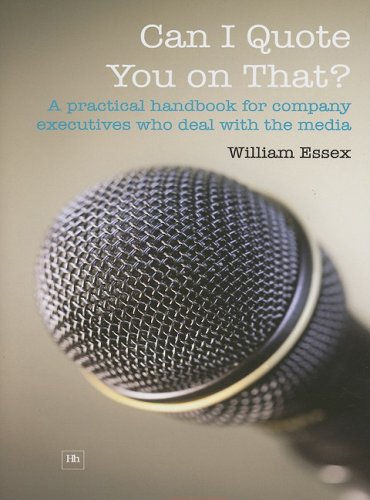 Can I Quote
You on That?
A practical handbook for company
executives who deal with the media
William Essex
Hh